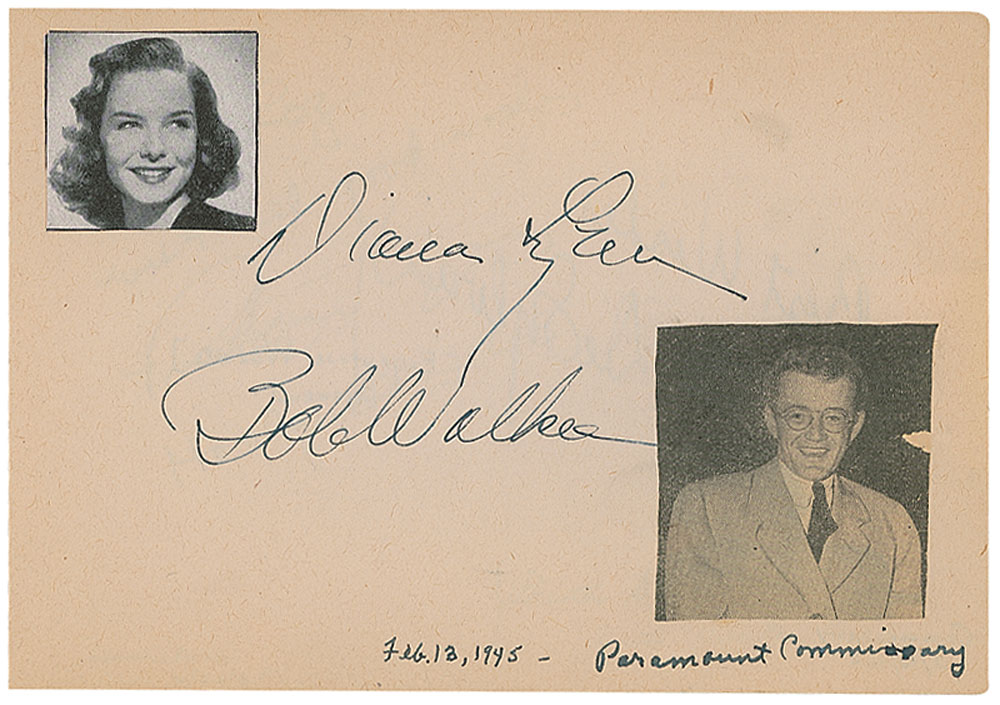 Diana Lynn
Bob Walker
Feb. 13, 1945 - Paramount Commissary